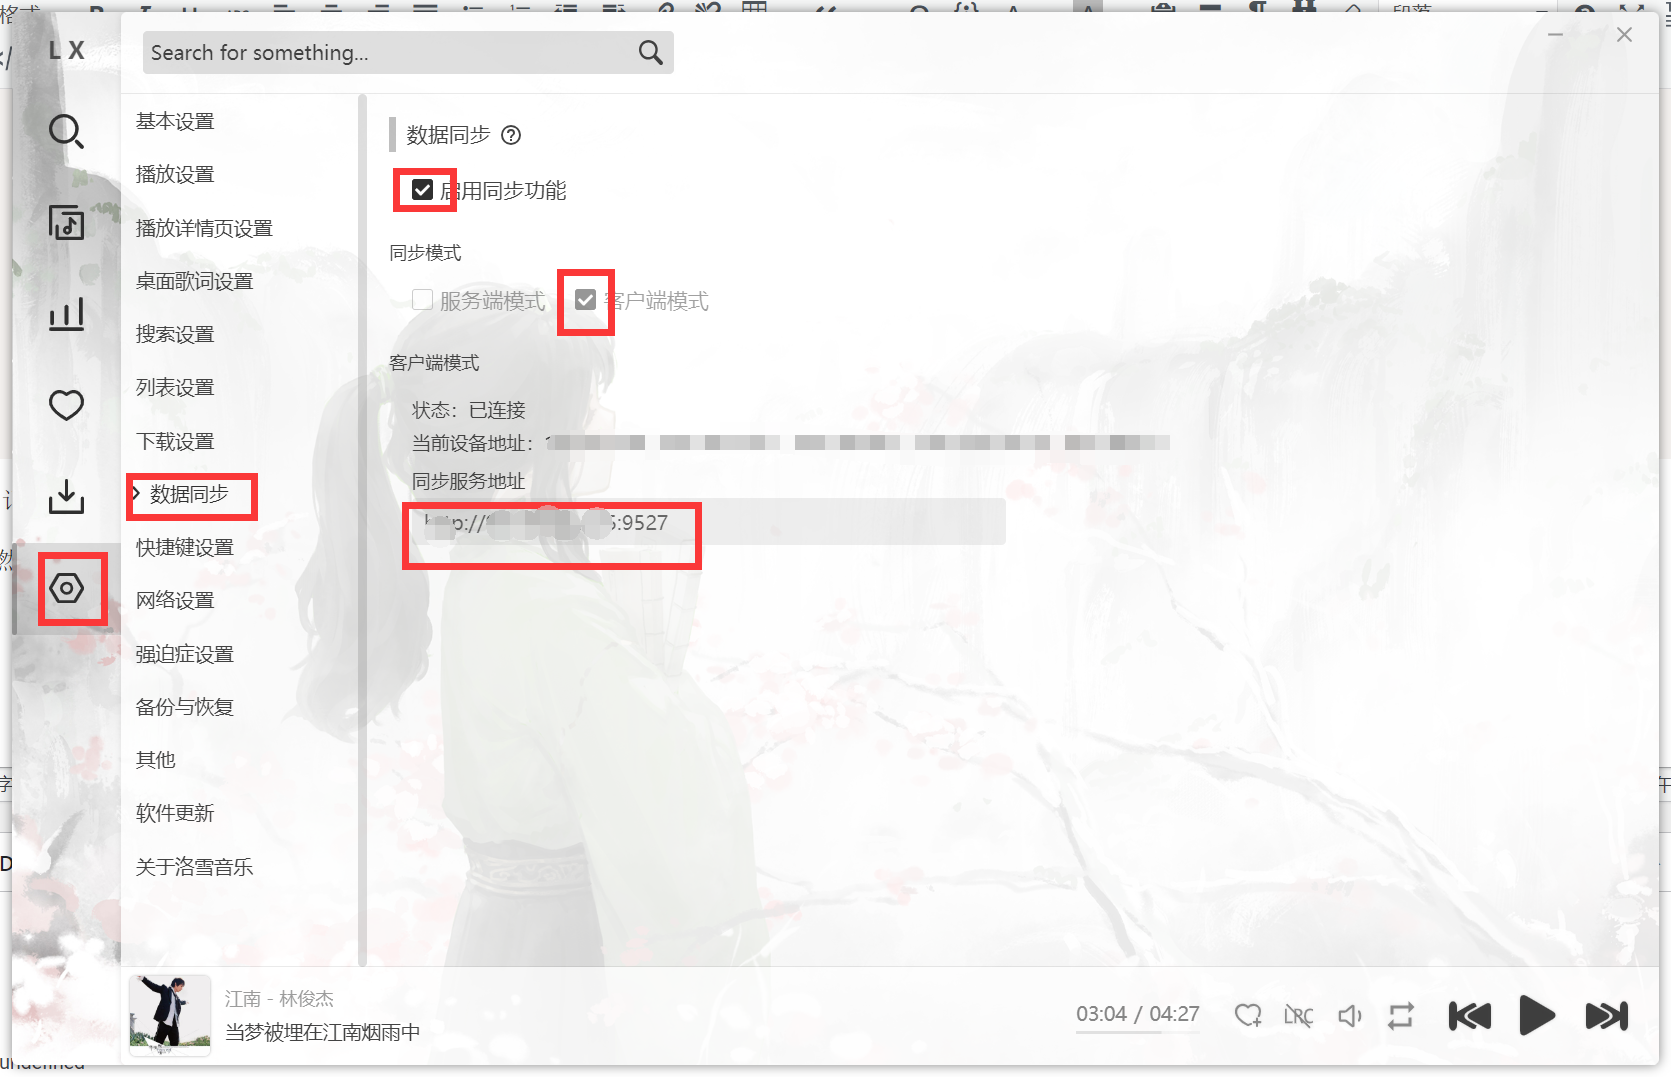 格式
段落
LX
Search for something...
基本设置
播放设置
播放详情页设置
桌面歌词设置
搜索设置
列表设置
下载设置
数据同步
快捷键设置
网络设置
强迫症设置
备份与恢复
其他
软件更新
关于洛雪音乐
数据同步
启用同步功能
同步模式
服务端模式
客户端模式
客户端模式
状态：已连接
当前设备地址：
同步服务地址
:9527
江南 - 林俊杰
当梦被埋在江南烟雨中
03:04 / 04:27
LRC
undefined